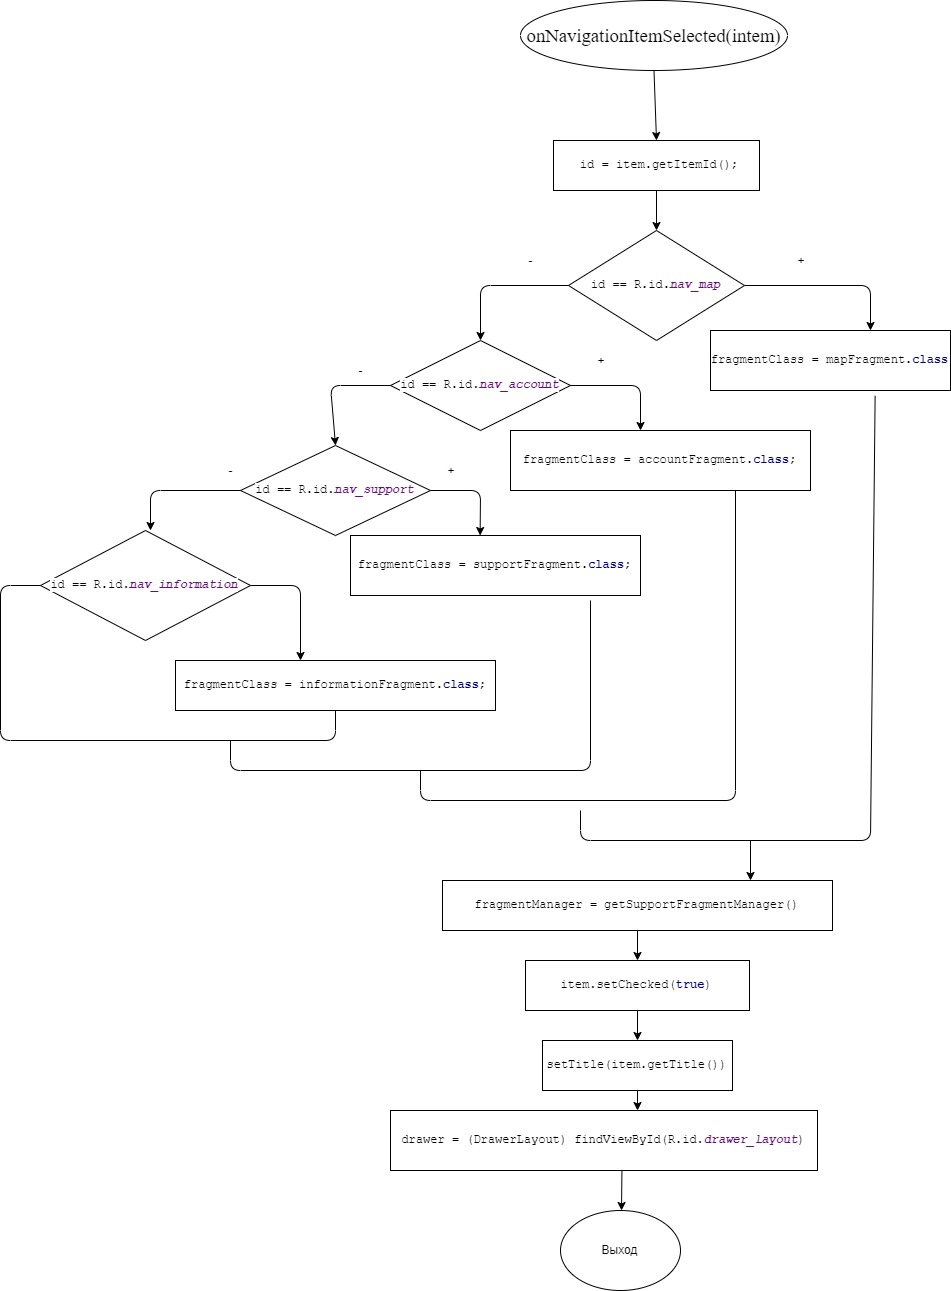 onNavigationItemSelected(intem)
id = item.getItemId();
-
+
id == R.id.nav_map
fragmentClass = mapFragment.class
-
+
id == R.id.nav_account
fragmentClass = accountFragment.class;
-
+
id == R.id.nav_support
fragmentClass = supportFragment.class;
id == R.id.nav_information
fragmentClass = informationFragment.class;
fragmentManager = getSupportFragmentManager()
item.setChecked(true)
setTitle(item.getTitle())
drawer = (DrawerLayout) findViewById(R.id.drawer_layout)
Выход